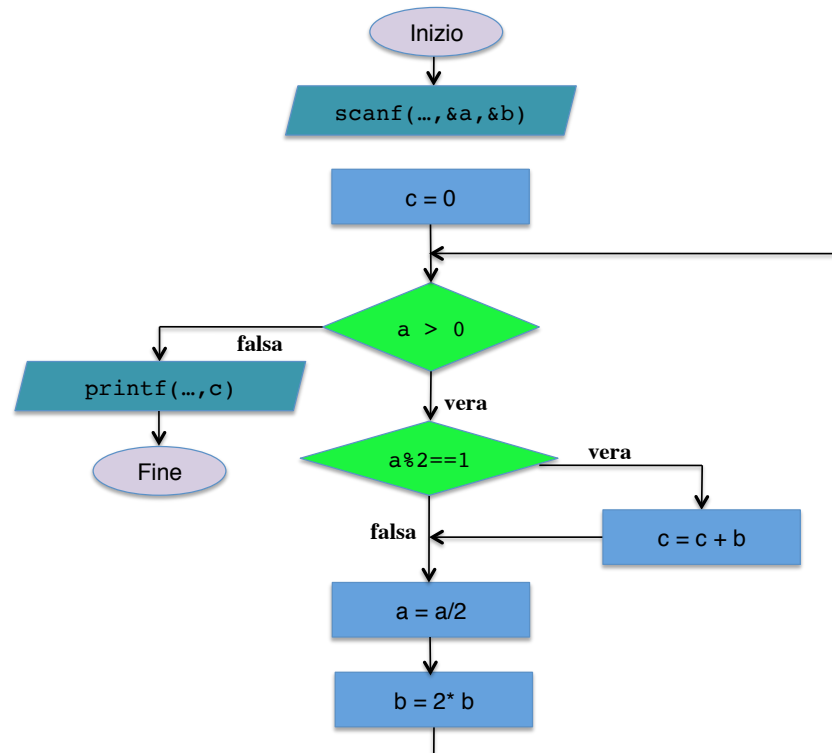 Inizio
scanf(…,&a,&b)
c = 0
a > 0
falsa
printf(…,c)
vera
Fine
a%2==1
vera
falsa
c = c + b
a = a/2
b = 2* b